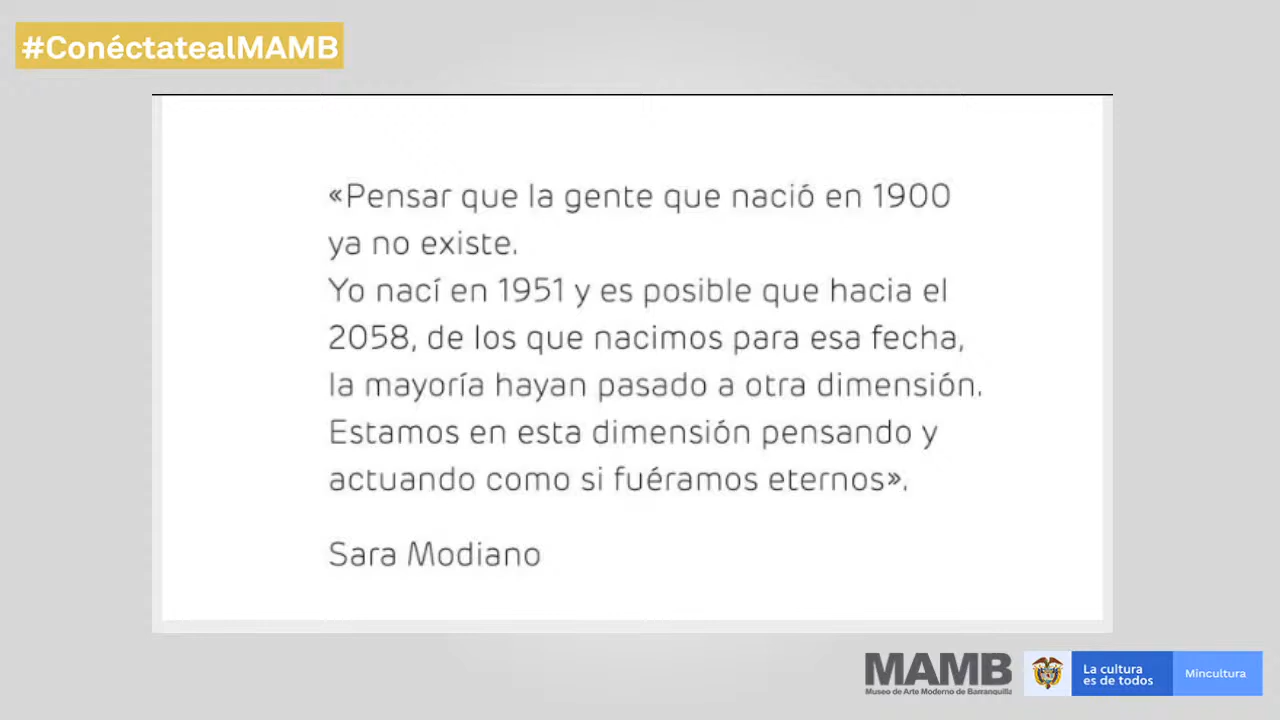 #ConéctatealMAMB
«Pensar que la gente que nació en 1900
ya no existe.
Yo nací en 1951 y es posible que hacia el
2058, de los que nacimos para esa fecha,
la mayoría hayan pasado a otra dimensión.
Estamos en esta dimensión pensando y
actuando como si fuéramos eternos».
Sara Modiano
MAMB
Museo de Arte Moderno de Barranquilla
La cultura
es de todos
Mincultura